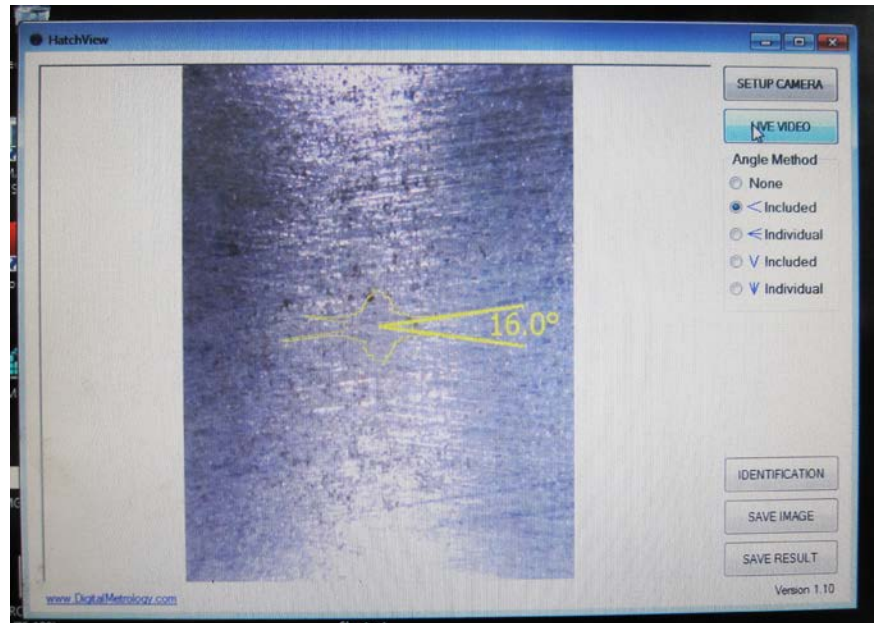 HatchView
SETUP CAMERA
LIVE VIDEO
Angle Method
None
< Included
Individual
V Included
Individual
16.0°
IDENTIFICATION
SAVE IMAGE
SAVE RESULT
www.DigitalMetrology.com
Version 1.10